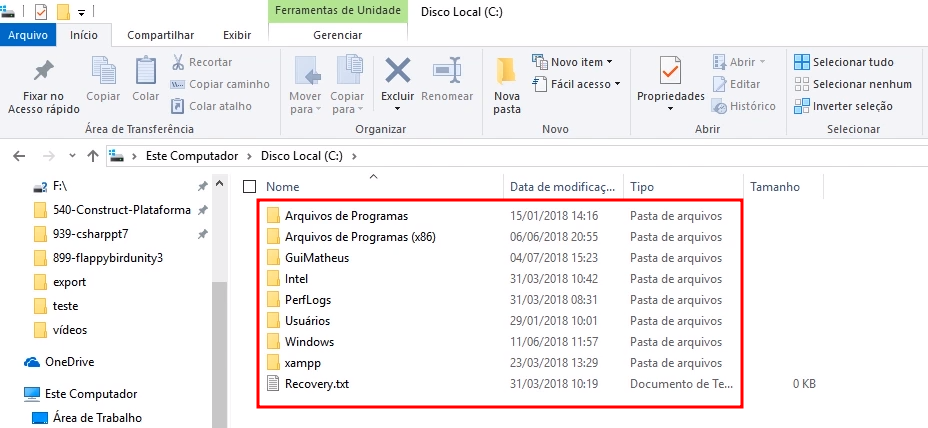 Ferramentas de Unidade Disco Local (C:)
Arquivo Início Compartilhar Exibir Gerenciar
Fixar no Acesso rápido
Copiar
Colar
Recortar
Copiar caminho
Colar atalho
Área de Transferência
Mover para
Copiar para
Excluir
Renomear
Organizar
Nova pasta
Novo item
Fácil acesso
Novo
Propriedades
Abrir
Editar
Histórico
Abrir
Selecionar tudo
Selecionar nenhum
Inverter seleção
Selecionar
Este Computador Disco Local (C:)
F:\
540-Construct-Plataforma
939-csharppt7
899-flappybirdunity3
export
teste
vídeos
OneDrive
Este Computador
Área de Trabalho
Nome Data de modificaç... Tipo Tamanho
Arquivos de Programas 15/01/2018 14:16 Pasta de arquivos
Arquivos de Programas (x86) 06/06/2018 20:55 Pasta de arquivos
GuiMatheus 04/07/2018 15:23 Pasta de arquivos
Intel 31/03/2018 10:42 Pasta de arquivos
PerfLogs 31/03/2018 08:31 Pasta de arquivos
Usuários 29/01/2018 10:01 Pasta de arquivos
Windows 11/06/2018 11:57 Pasta de arquivos
xampp 23/03/2018 13:29 Pasta de arquivos
Recovery.txt 31/03/2018 10:19 Documento de Te... 0 KB